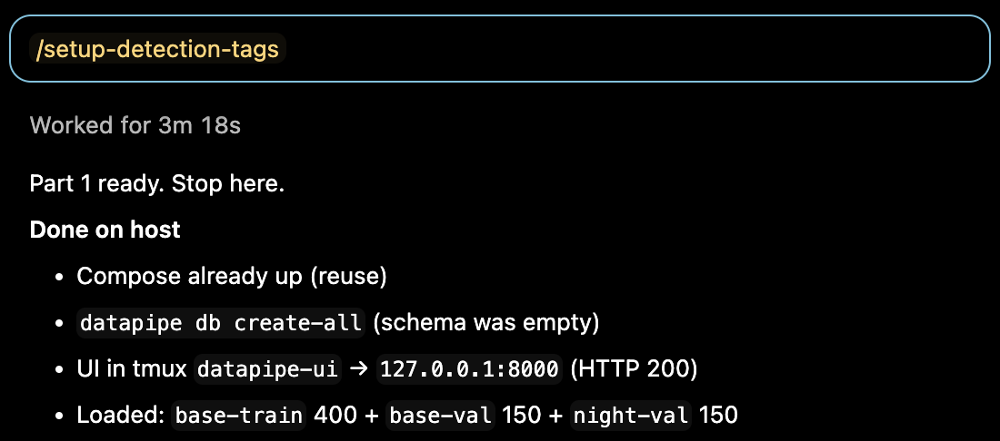 /setup-detection-tags
Worked for 3m 18s
Part 1 ready. Stop here.
Done on host
• Compose already up (reuse)
• datapipe db create-all (schema was empty)
• UI in tmux datapipe-ui → 127.0.0.1:8000 (HTTP 200)
• Loaded: base-train 400 + base-val 150 + night-val 150